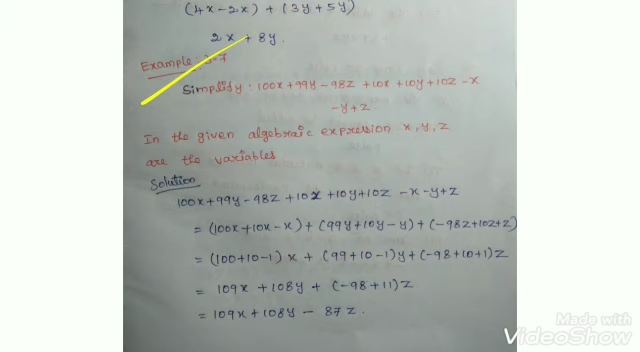 (4x-2x) + (3y+5y)
2x + 8y.
Example: 3.7
Simplify: 100x+99y-98z+10x+10y+10z-x
-y+z
In the given algebraic expression x, y, z
are the variables
Solution
100x+99y-98z+10x+10y+10z-x-y+z
= (100x+10x-x)+(99y+10y-y)+(-98z+10z+z)
= (100+10-1)x + (99+10-1)y+(-98+10+1)z
= 109x +108y + (-98+11)z
= 109x+108y - 87z.
Made with
VideoShow